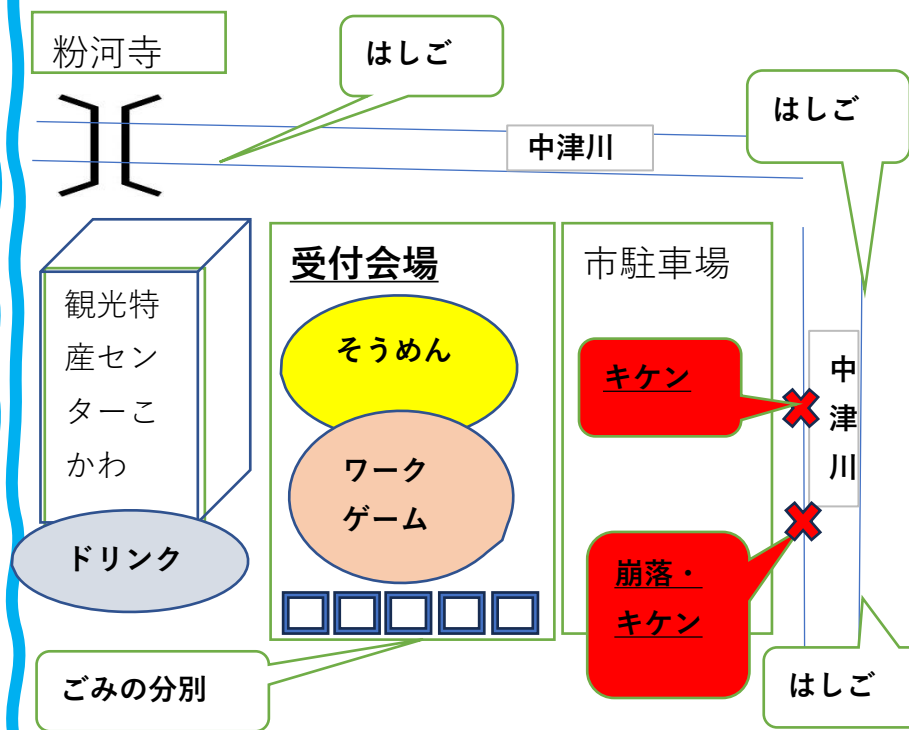 粉河寺
はしご
はしご
中津川
受付会場
市駐車場
観光特
産セン
ターこ
かわ
そうめん
キケン
中
津
川
ワーク
ゲーム
ドリンク
崩落・
キケン
ごみの分別
はしご